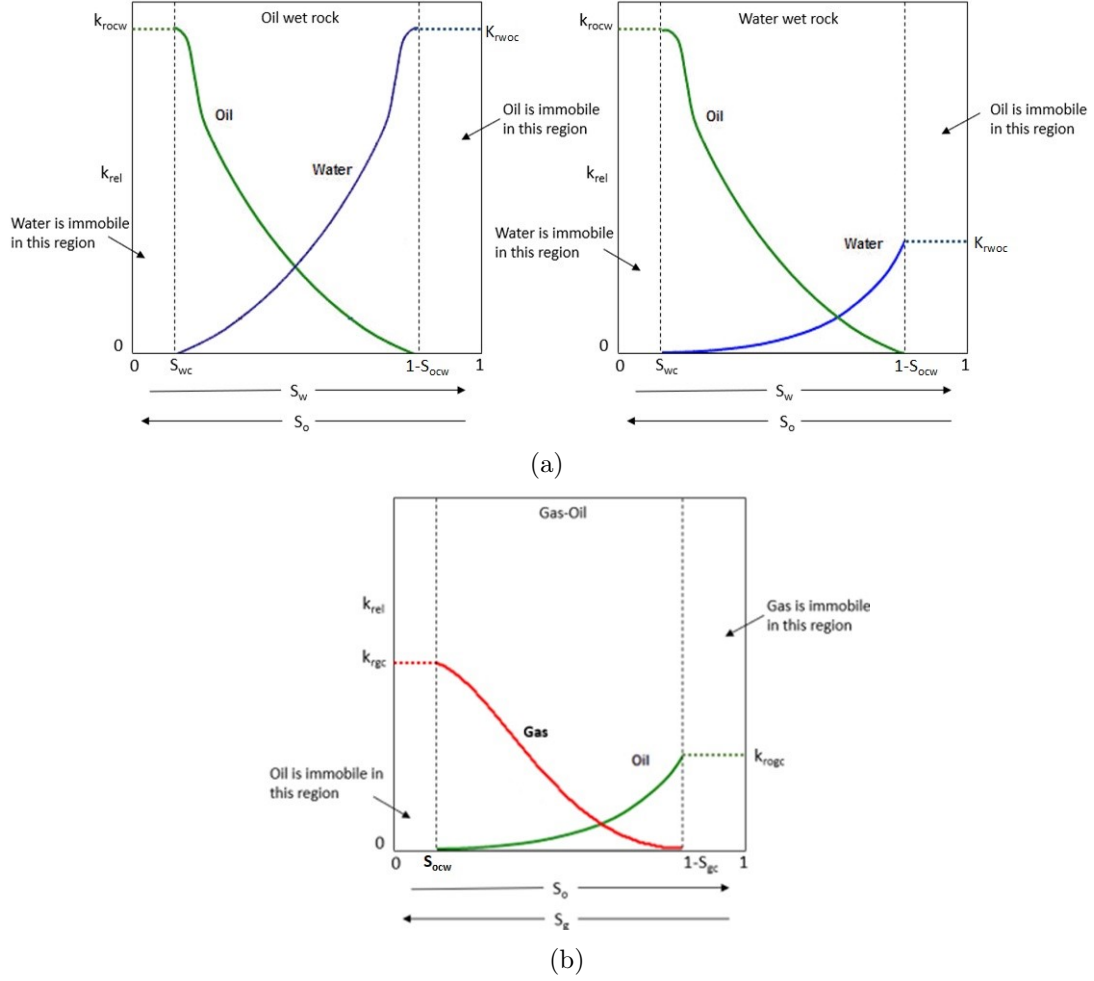 Oil wet rock
k_rocw
K_rwoc
Oil
Oil is immobile
in this region
Water
k_rel
Water is immobile
in this region
0
0
S_wc
1-S_ocw
1
S_w
S_o
Water wet rock
k_rocw
Oil
Oil is immobile
in this region
k_rel
Water is immobile
in this region
Water
K_rwoc
0
0
S_wc
1-S_ocw
1
S_w
S_o
(a)
Gas-Oil
k_rel
Gas is immobile
in this region
k_rgc
Gas
Oil
k_rogc
Oil is immobile in
this region
0
0
S_ocw
1-S_gc
1
S_o
S_g
(b)